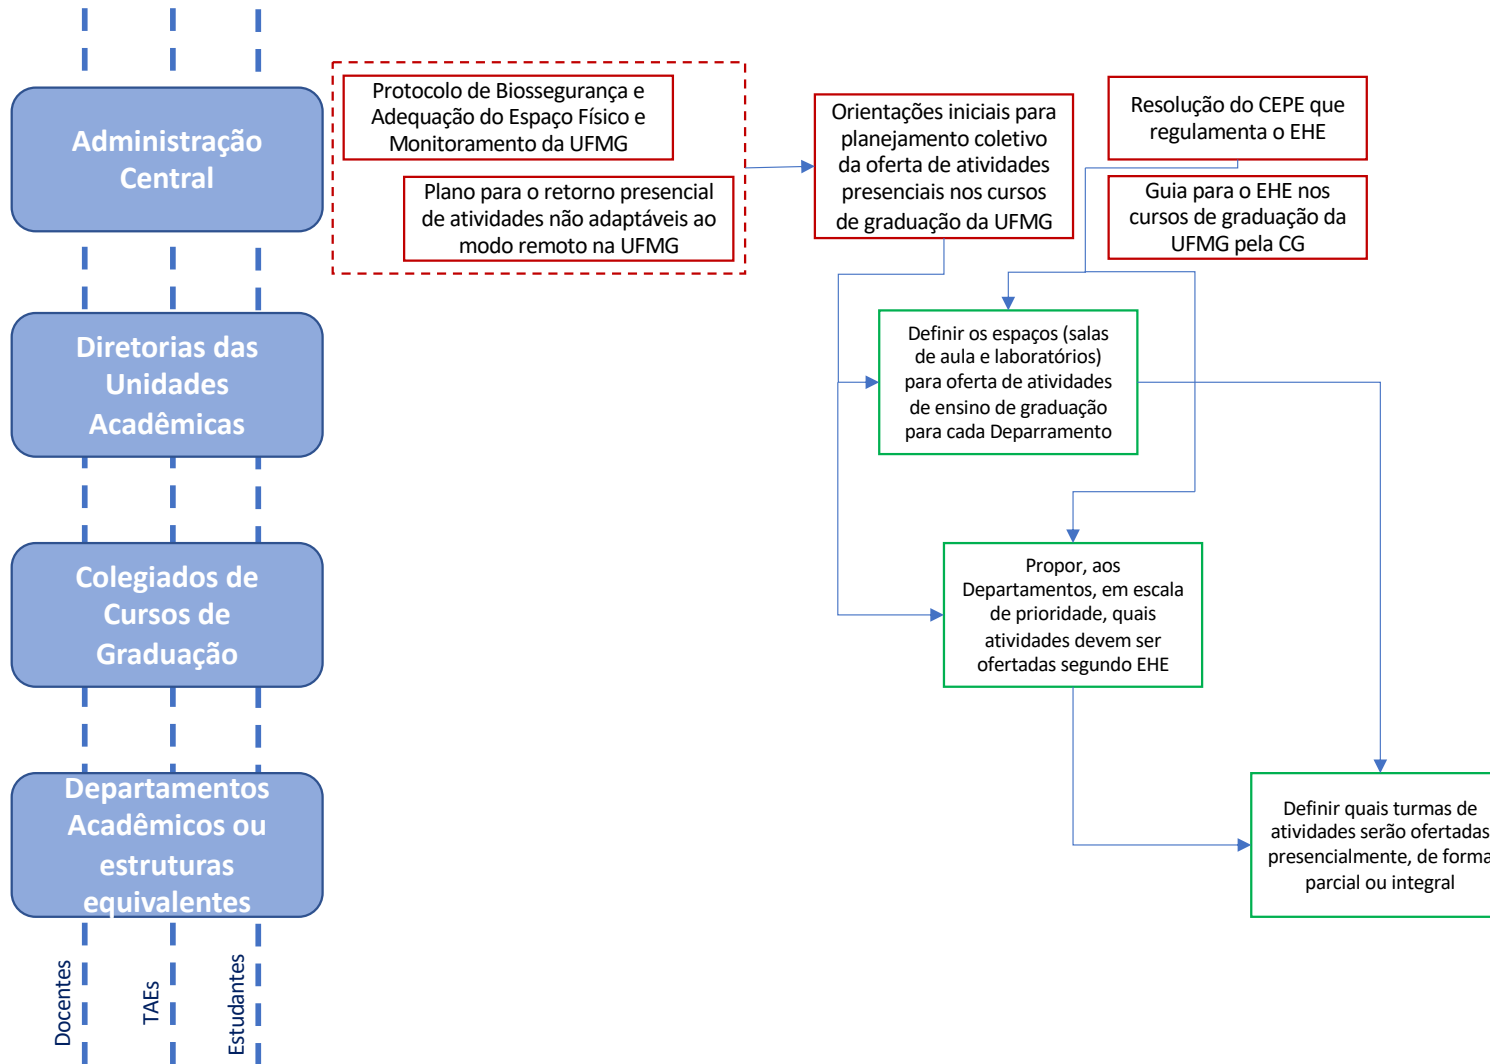 Administração
Central
Protocolo de Biossegurança e
Adequação do Espaço Físico e
Monitoramento da UFMG
Plano para o retorno presencial
de atividades não adaptáveis ao
modo remoto na UFMG
Orientações iniciais para
planejamento coletivo
da oferta de atividades
presenciais nos cursos
de graduação da UFMG
Resolução do CEPE que
regulamenta o EHE
Guia para o EHE nos
cursos de graduação da
UFMG pela CG
Diretorias das
Unidades
Acadêmicas
Definir os espaços (salas
de aula e laboratórios)
para oferta de atividades
de ensino de graduação
para cada Deparramento
Colegiados de
Cursos de
Graduação
Propor, aos
Departamentos, em escala
de prioridade, quais
atividades devem ser
ofertadas segundo EHE
Departamentos
Acadêmicos ou
estruturas
equivalentes
Definir quais turmas de
atividades serão ofertadas
presencialmente, de forma
parcial ou integral
Docentes
TAEs
Estudantes